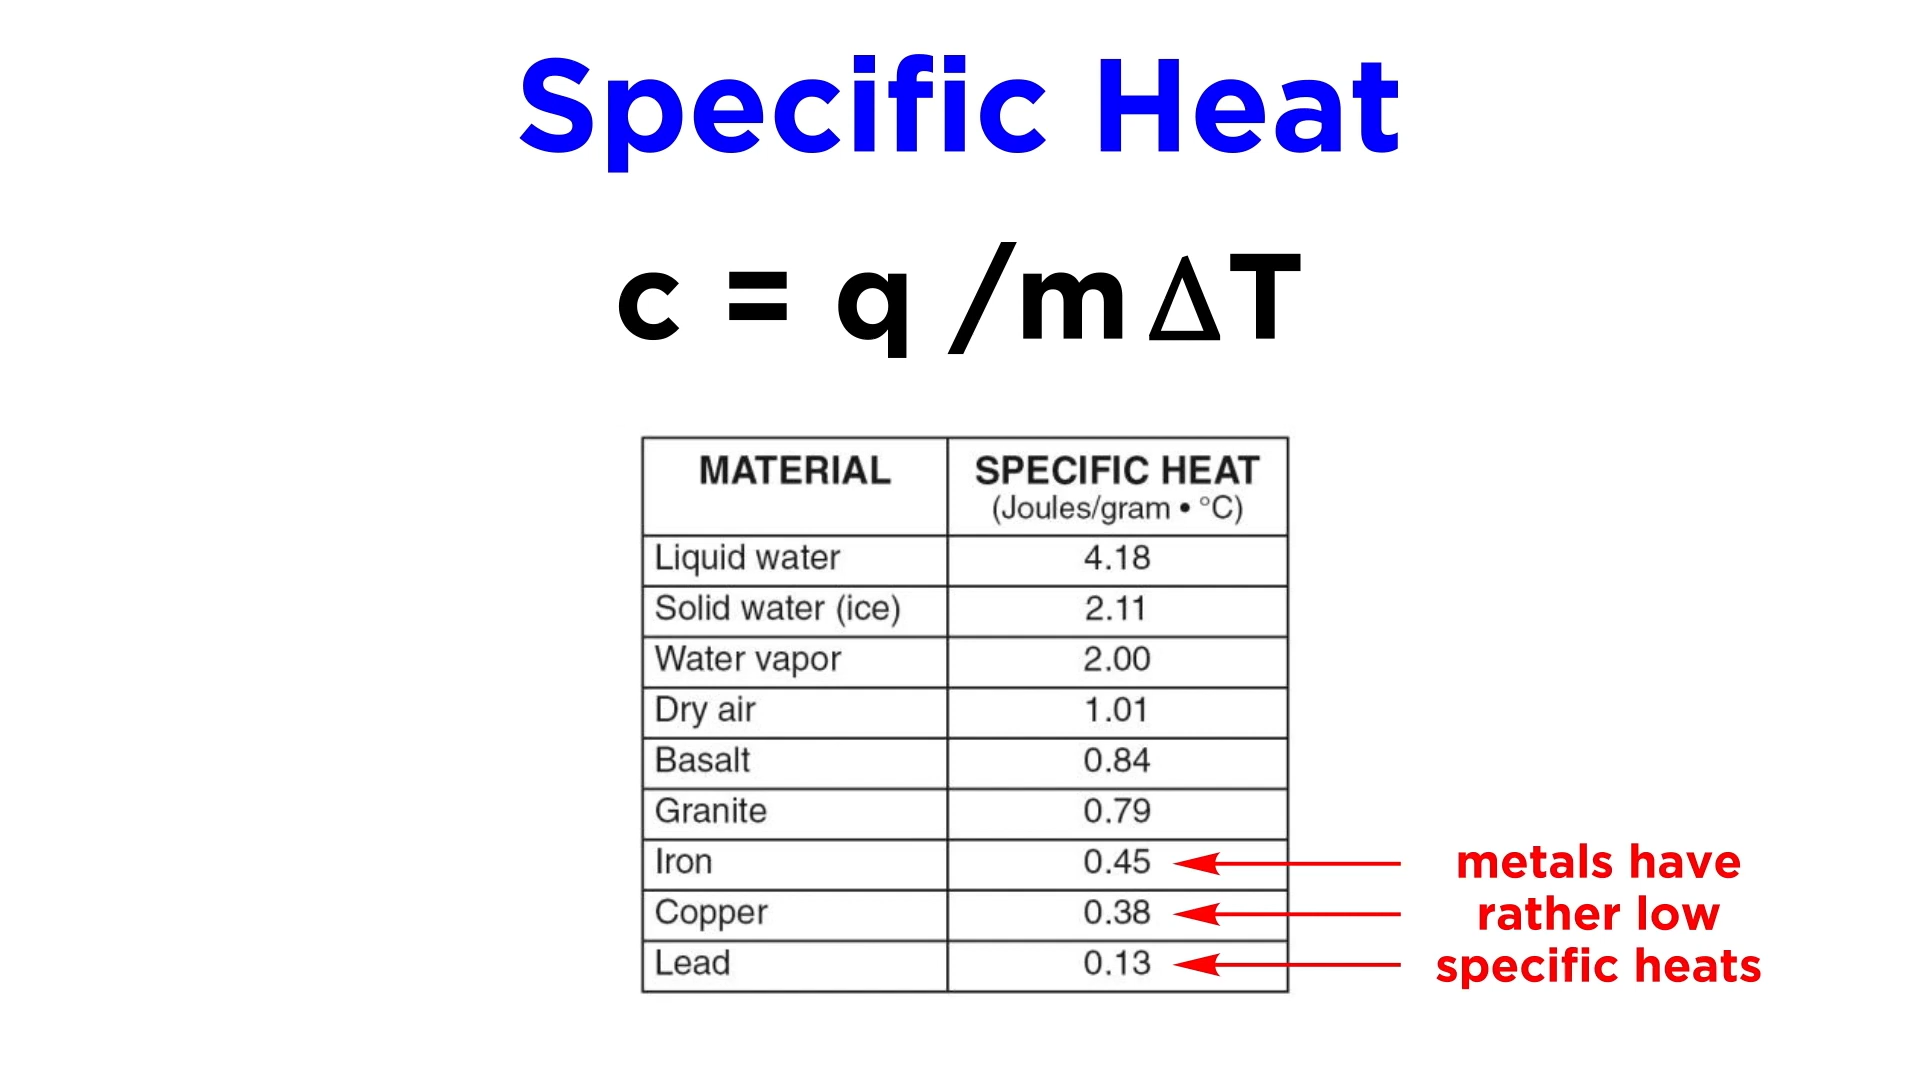 Specific Heat
c = q /m ΔT
MATERIAL SPECIFIC HEAT
(Joules/gram • °C)
Liquid water 4.18
Solid water (ice) 2.11
Water vapor 2.00
Dry air 1.01
Basalt 0.84
Granite 0.79
Iron 0.45
Copper 0.38
Lead 0.13
metals have
rather low
specific heats